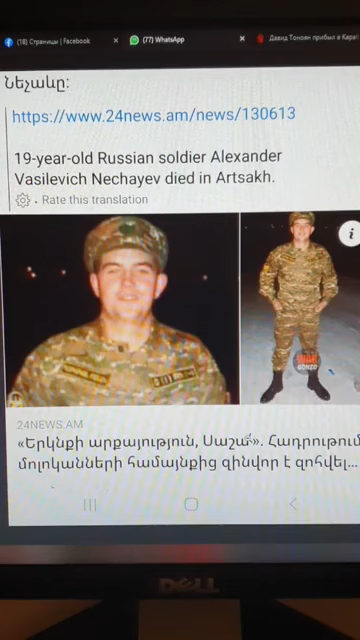 (18) Страницы | Facebook
(77) WhatsApp
Давид Тоноян прибыл в Кара
Նեչաևը:
https://www.24news.am/news/130613
19-year-old Russian soldier Alexander
Vasilevich Nechayev died in Artsakh.
Rate this translation
WAR
GONZO
24NEWS.AM
«Երկնքի արքայություն, Սաշա՛». Հադրութում
մոլոկանների համայնքից զինվոր է զոհվել...
DELL